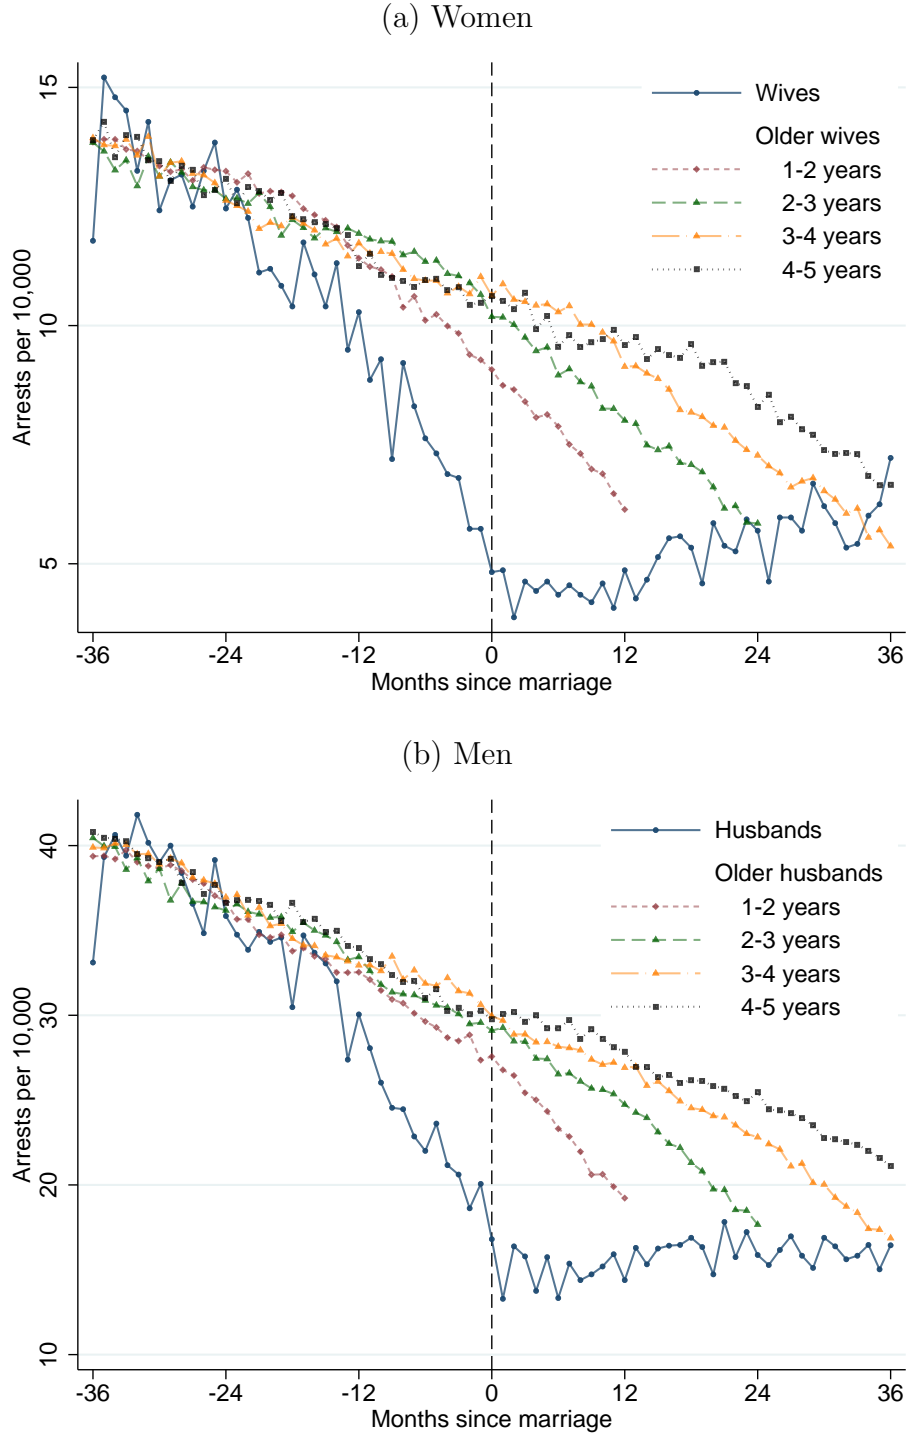 (a) Women
15
10
5
Arrests per 10,000
Wives
Older wives
1-2 years
2-3 years
3-4 years
4-5 years
-36 -24 -12 0 12 24 36
Months since marriage
(b) Men
40
30
20
10
Arrests per 10,000
Husbands
Older husbands
1-2 years
2-3 years
3-4 years
4-5 years
-36 -24 -12 0 12 24 36
Months since marriage